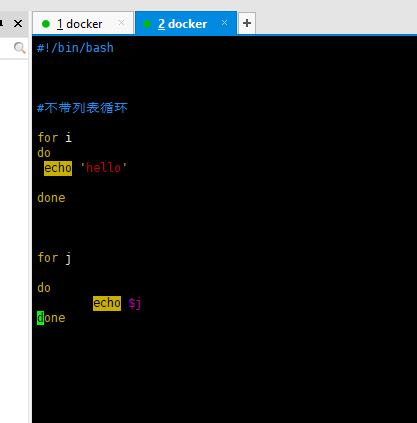 1 docker
2 docker
#!/bin/bash
#不带列表循环
for i
do
echo 'hello'
done
for j
do
echo $j
done